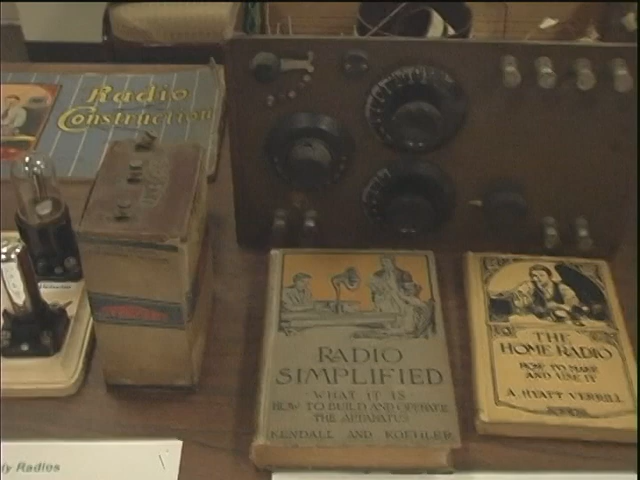 Radio
Construction
RADIO
SIMPLIFIED
WHAT IT IS
HOW TO BUILD AND OPERATE
THE APPARATUS
KENDALL AND KOEHLER
THE
HOME RADIO
HOW TO MAKE
AND USE IT
A. HYATT VERRILL
ly Radios